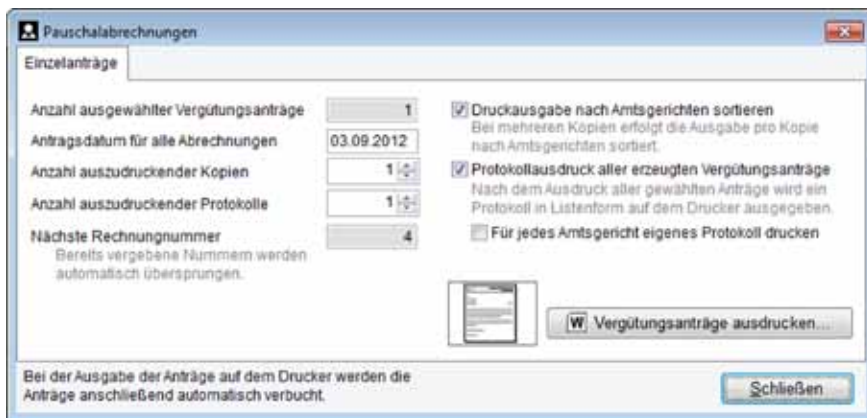 Pauschalabrechnungen
Einzelanträge
Anzahl ausgewählter Vergütungsanträge 1
Antragsdatum für alle Abrechnungen 03.09.2012
Anzahl auszudruckender Kopien 1
Anzahl auszudruckender Protokolle 1
Nächste Rechnungnummer 4
Bereits vergebene Nummern werden
automatisch übersprungen.
Druckausgabe nach Amtsgerichten sortieren
Bei mehreren Kopien erfolgt die Ausgabe pro Kopie
nach Amtsgerichten sortiert.
Protokollausdruck aller erzeugten Vergütungsanträge
Nach dem Ausdruck aller gewählten Anträge wird ein
Protokoll in Listenform auf dem Drucker ausgegeben.
Für jedes Amtsgericht eigenes Protokoll drucken
W Vergütungsanträge ausdrucken...
Bei der Ausgabe der Anträge auf dem Drucker werden die
Anträge anschließend automatisch verbucht.
Schließen